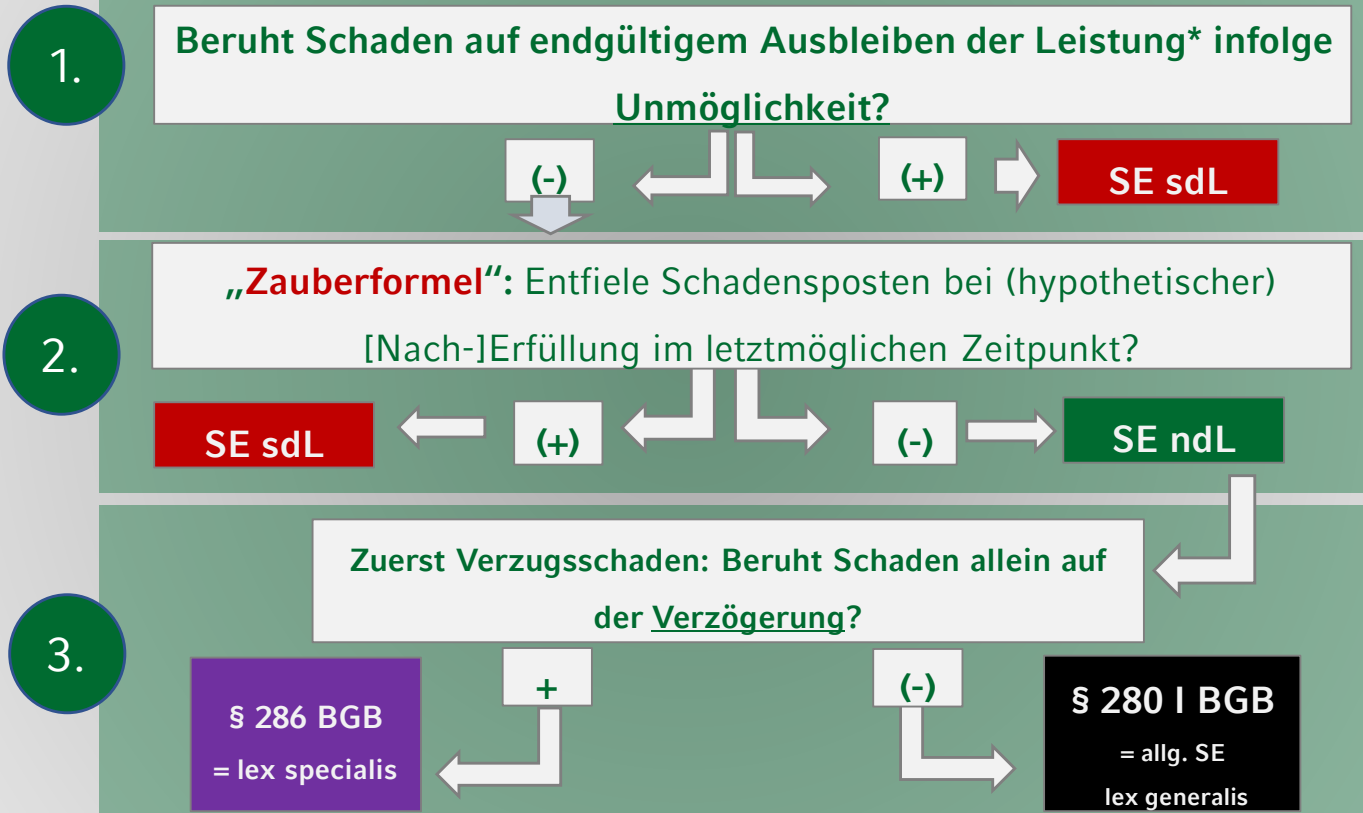 1.
Beruht Schaden auf endgültigem Ausbleiben der Leistung* infolge
Unmöglichkeit?
(-)
(+)
SE sdL
2.
„Zauberformel“: Entfiele Schadensposten bei (hypothetischer)
[Nach-]Erfüllung im letztmöglichen Zeitpunkt?
SE sdL
(+)
(-)
SE ndL
3.
Zuerst Verzugsschaden: Beruht Schaden allein auf
der Verzögerung?
+
(-)
§ 286 BGB
= lex specialis
§ 280 I BGB
= allg. SE
lex generalis